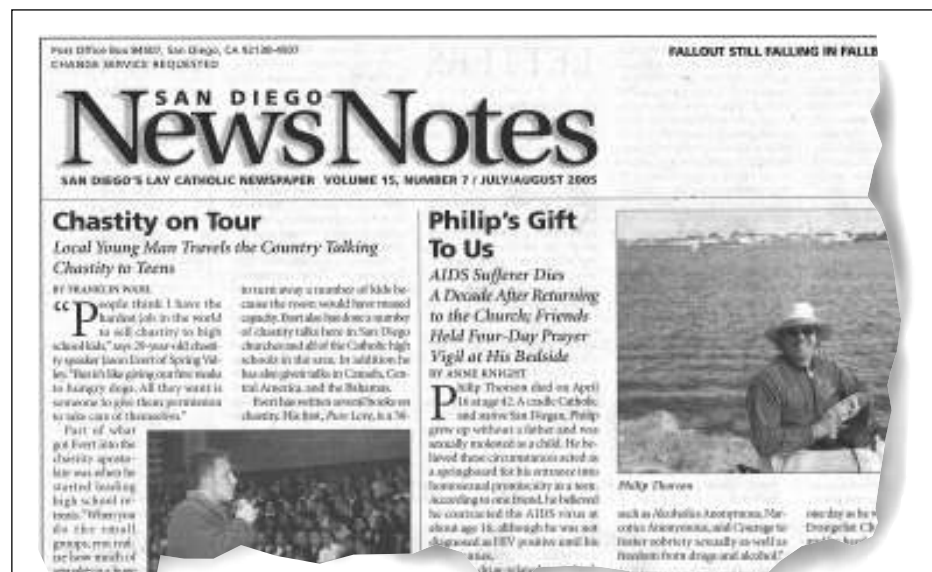 Post Office Box 84507, San Diego, CA 92138-4507
CHANGE SERVICE REQUESTED
FALLOUT STILL FALLING IN FALLB
SAN DIEGO
News Notes
SAN DIEGO'S LAY CATHOLIC NEWSPAPER VOLUME 15, NUMBER 7 / JULY/AUGUST 2005
Chastity on Tour
Local Young Man Travels the Country Talking
Chastity to Teens
BY FRANKLIN WAHL
“People think I have the
hardest job in the world
to sell chastity to high
school kids,” says 29-year-old chasti-
ty speaker Jason Evert of Spring Val-
ley. “But it's like giving out free steaks
to hungry dogs. All they want is
someone to give them permission
to take care of themselves.”
Part of what
got Evert into the
chastity aposto-
late was when he
started leading
high school re-
treats. “When you
do the small
groups, you real-
ize how much of
to turn away a number of kids be-
cause the room would have reached
capacity. Evert also has done a number
of chastity talks here in San Diego
churches and all of the Catholic high
schools in the area. In addition he
has also given talks in Canada, Cen-
tral America, and the Bahamas.
Evert has written several books on
chastity. His first, Pure Love, is a
Philip's Gift
To Us
AIDS Sufferer Dies
A Decade After Returning
to the Church; Friends
Held Four-Day Prayer
Vigil at His Bedside
BY ANNE KNIGHT
Philip Thorson died on April
16 at age 42. A cradle Catholic
and native San Diegan, Philip
grew up without a father and was
sexually molested as a child. He be-
lieved these circumstances acted as
a springboard for his entrance into
homosexual promiscuity as a teen.
According to one friend, he believed
he contracted the AIDS virus at
about age 16, although he was not
diagnosed as HIV positive until his
Philip Thorson
such as Alcoholics Anonymous, Nar-
cotics Anonymous, and Courage to
foster sobriety sexually as well as
freedom from drugs and alcohol.”
one day as he
Evangelist